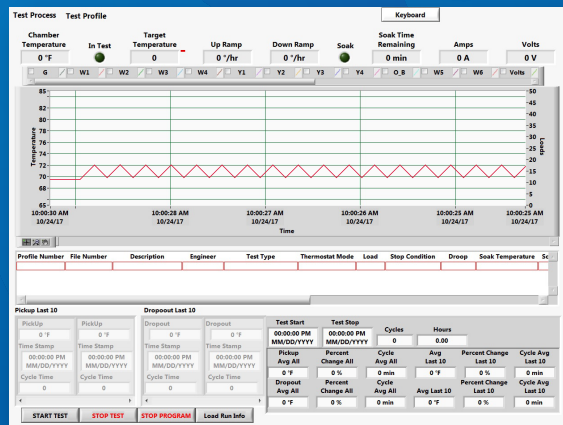 Test Process Test Profile Keyboard
Chamber Temperature In Test Target Temperature Up Ramp Down Ramp Soak Soak Time Remaining Amps Volts
0 °F 0 0 °/hr 0 °/hr 0 min 0 A 0 V
G W1 W2 W3 W4 Y1 Y2 Y3 Y4 O_B W5 W6 Volts
85 50
82 45
80 40
78 35
76 30
74 25
72 20
70 15
68 10
65 5
0
Temperature
Loads
10:00:30 AM 10:00:28 AM 10:00:27 AM 10:00:26 AM 10:00:25 AM 10:00:25 AM
10/24/17 10/24/17 10/24/17 10/24/17 10/24/17 10/24/17
Time
Profile Number File Number Description Engineer Test Type Thermostat Mode Load Stop Condition Droop Soak Temperature
Pickup Last 10 Dropoout Last 10
PickUp PickUp Dropeout Dropeout
0 °F 0 °F 0 °F 0 °F
Time Stamp Time Stamp Time Stamp Time Stamp
00:00:00 PM 00:00:00 PM 00:00:00 PM 00:00:00 PM
MM/DD/YYYY MM/DD/YYYY MM/DD/YYYY MM/DD/YYYY
Cycle Time Cycle Time Cycle Time Cycle Time
0 min 0 min 0 min 0 min
Test Start Test Stop Cycles Hours
00:00:00 PM 00:00:00 PM 0 0.00
MM/DD/YYYY MM/DD/YYYY
Pickup Avg All Percent Change All Cycle Avg All Avg Last 10 Percent Change Last 10 Cycle Avg Last 10
0 °F 0 % 0 min 0 °F 0 % 0 min
Dropout Avg All Percent Change All Cycle Avg All Avg Last 10 Percent Change Last 10 Cycle Avg Last 10
0 °F 0 % 0 min 0 °F 0 % 0 min
START TEST STOP TEST STOP PROGRAM Load Run Info